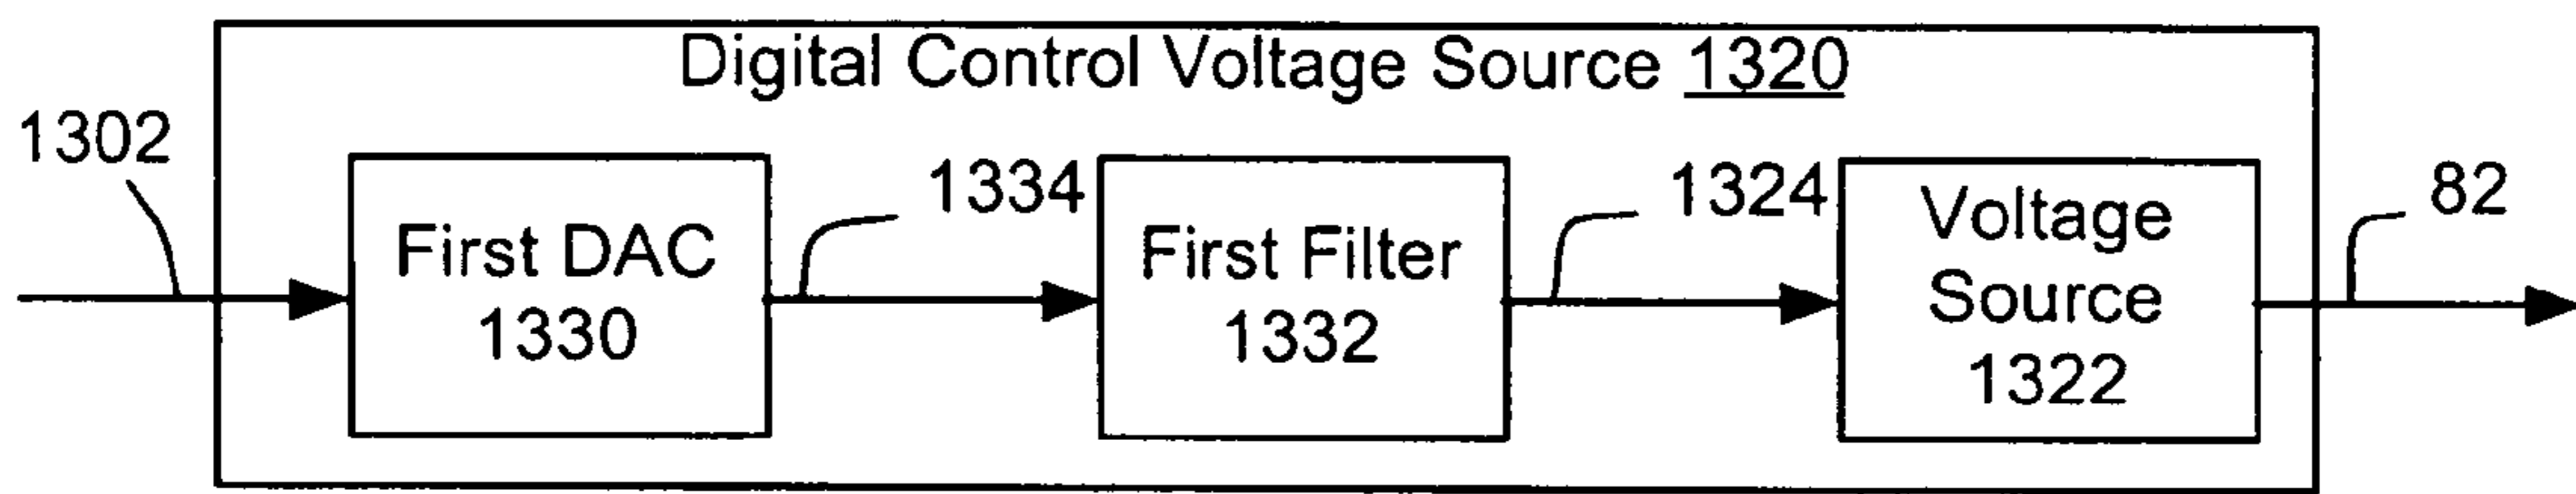 Digital Control Voltage Source 1320
1302
First DAC
1330
1334
First Filter
1332
1324
Voltage
Source
1322
82